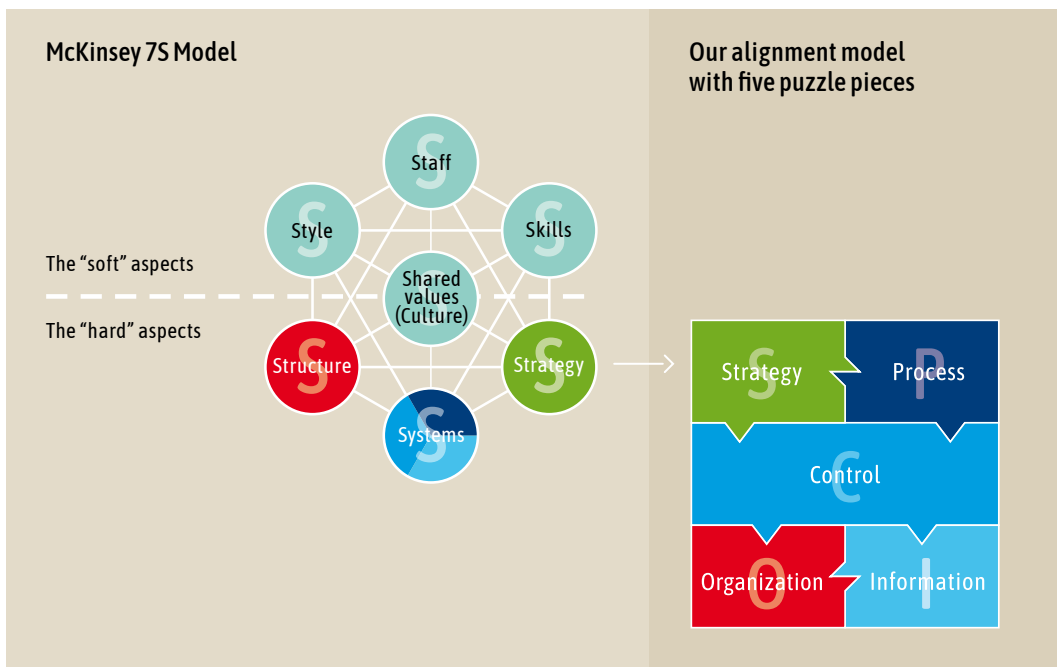 McKinsey 7S Model
Our alignment model
with five puzzle pieces
S
Staff
S
Style
S
Skills
The “soft” aspects
S
Shared
values
(Culture)
The “hard” aspects
S
Structure
S
Strategy
S
Systems
S
Strategy
P
Process
C
Control
O
Organization
I
Information